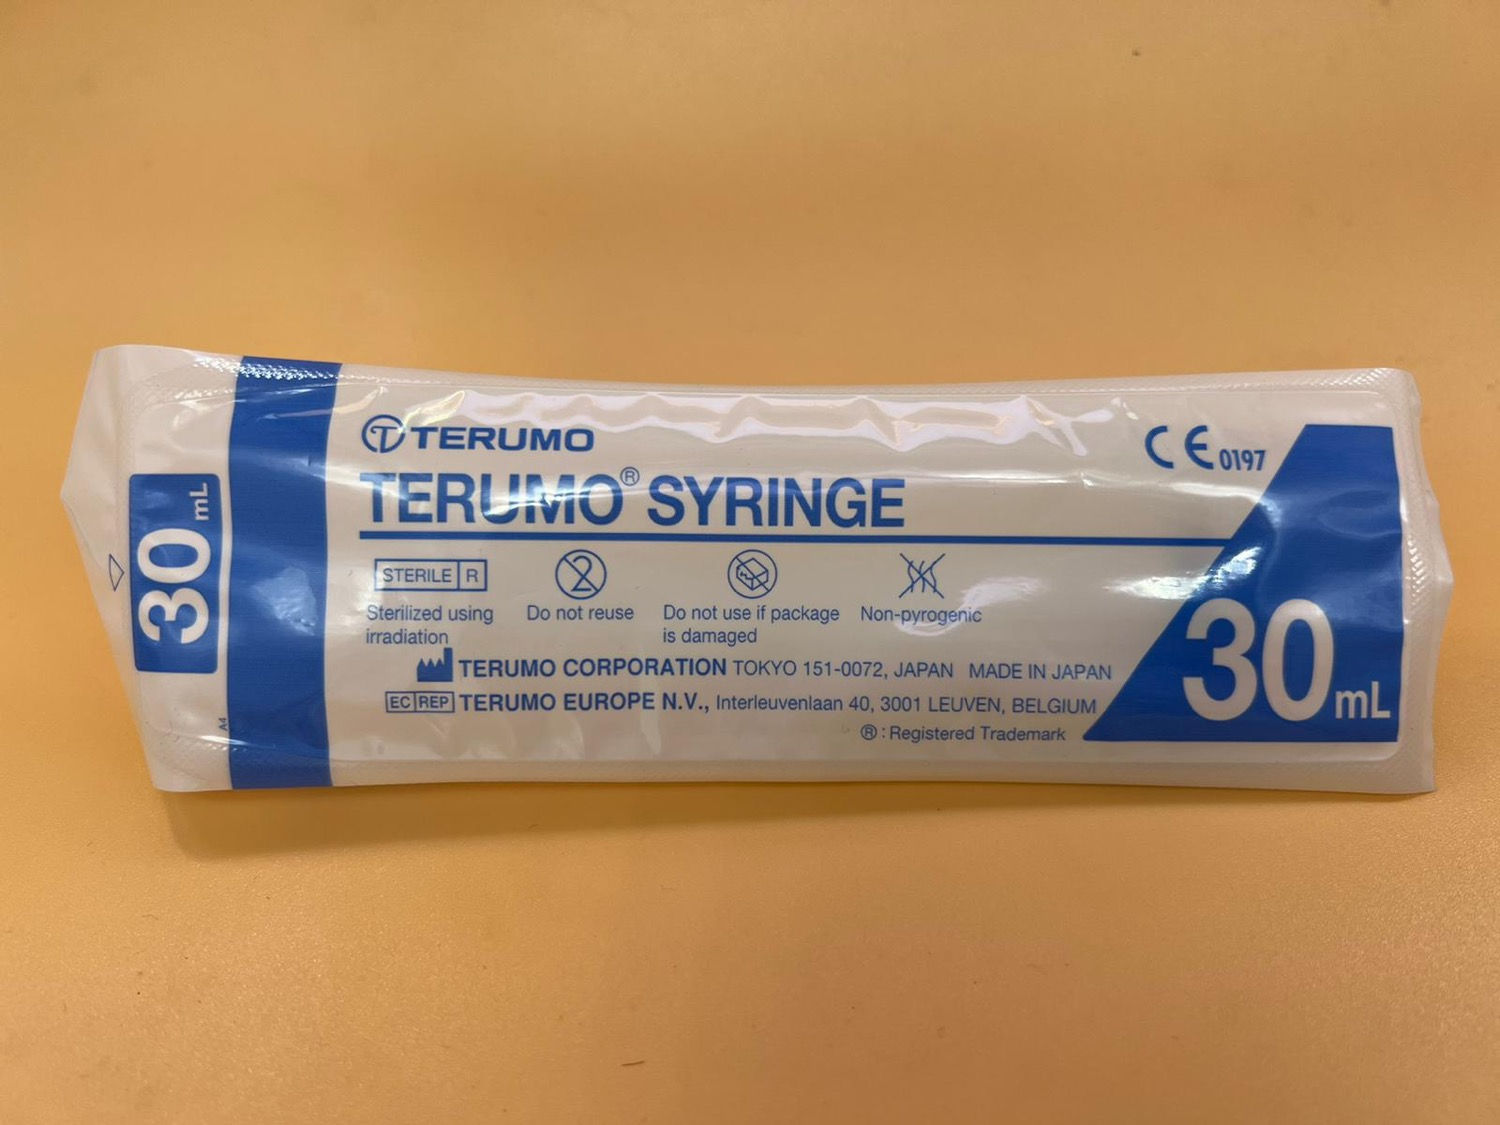 TERUMO
TERUMO® SYRINGE
CE 0197
30 mL
STERILE R
Sterilized using
irradiation
2
Do not reuse
Do not use if package
is damaged
Non-pyrogenic
TERUMO CORPORATION TOKYO 151-0072, JAPAN MADE IN JAPAN
EC REP TERUMO EUROPE N.V., Interleuvenlaan 40, 3001 LEUVEN, BELGIUM
®: Registered Trademark
30 mL
A4